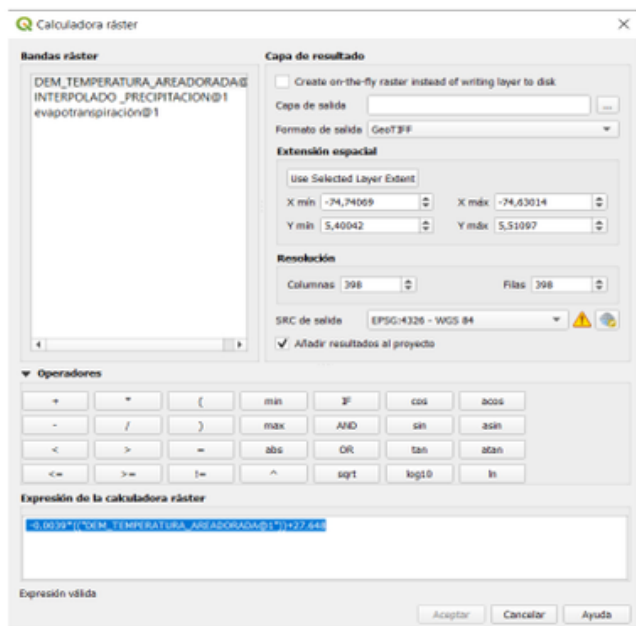 Calculadora ráster
Bandas ráster
DEM_TEMPERATURA_AREADORADA@
INTERPOLADO _PRECIPITACION@1
evapotranspiración@1
Capa de resultado
Create on-the-fly raster instead of writing layer to disk
Capa de salida
...
Formato de salida GeoTIFF
Extensión espacial
Use Selected Layer Extent
X mín -74,74069 X máx -74,63014
Y mín 5,40042 Y máx 5,51097
Resolución
Columnas 398 Filas 398
SRC de salida EPSG:4326 - WGS 84
Añadir resultados al proyecto
Operadores
+ * ( min IF cos acos
- / ) max AND sin asin
< > = abs OR tan atan
<= >= != ^ sqrt log10 ln
Expresión de la calculadora ráster
-0.0039*(("DEM_TEMPERATURA_AREADORADA@1"))+27.648
Expresión válida
Aceptar Cancelar Ayuda